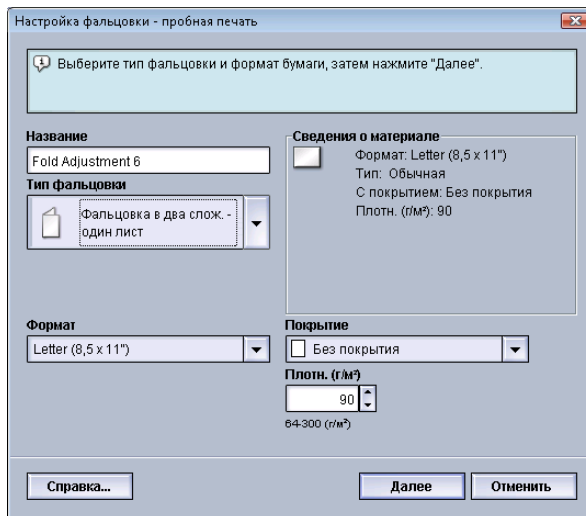 Настройка фальцовки - пробная печать
Выберите тип фальцовки и формат бумаги, затем нажмите "Далее".
Название
Fold Adjustment 6
Тип фальцовки
Фальцовка в два слож. -
один лист
Сведения о материале
Формат: Letter (8,5 x 11")
Тип: Обычная
С покрытием: Без покрытия
Плотн. (г/м²): 90
Формат
Letter (8,5 x 11")
Покрытие
Без покрытия
Плотн. (г/м²)
90
64-300 (г/м²)
Справка...
Далее
Отменить